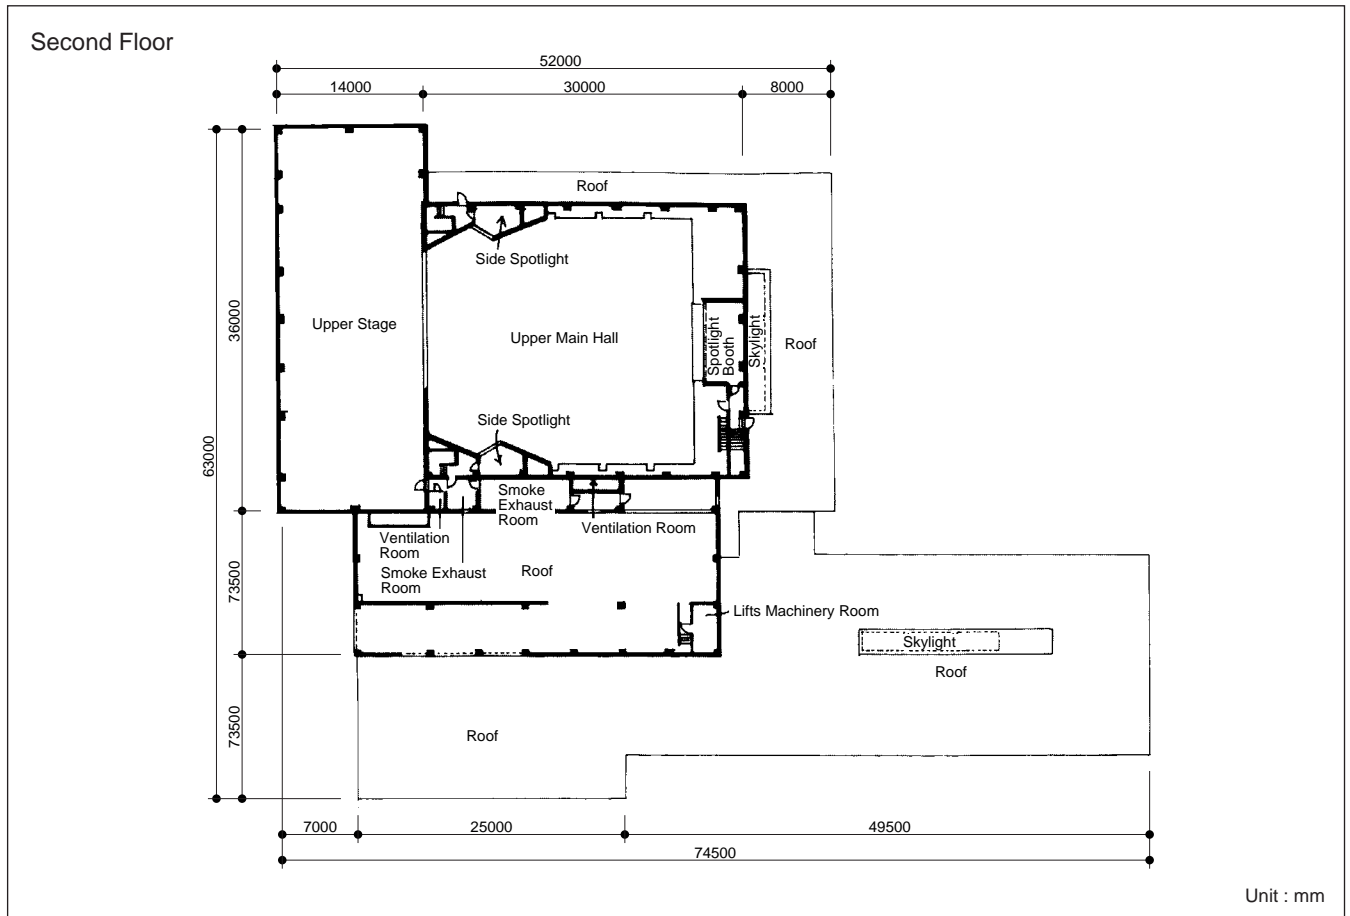 Second Floor
52000
14000
30000
8000
Roof
Side Spotlight
36000
Upper Stage
Upper Main Hall
Spotlight
Booth
Skylight
Roof
Side Spotlight
63000
Smoke
Exhaust
Room
Ventilation
Room
Ventilation Room
Smoke Exhaust
Room
Roof
73500
Lifts Machinery Room
Skylight
Roof
73500
Roof
7000
25000
49500
74500
Unit : mm